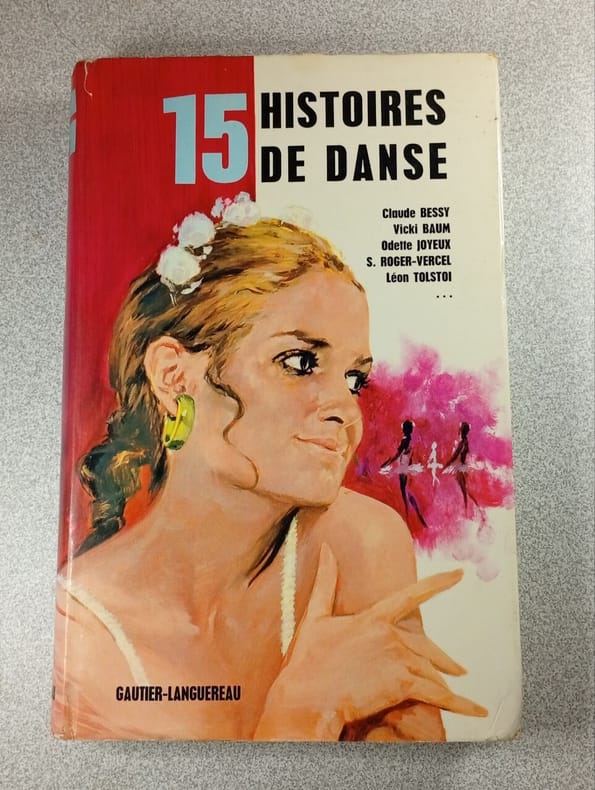 15 HISTOIRES
DE DANSE
Claude BESSY
Vicki BAUM
Odette JOYEUX
S. ROGER-VERCEL
Léon TOLSTOI
...
GAUTIER-LANGUEREAU